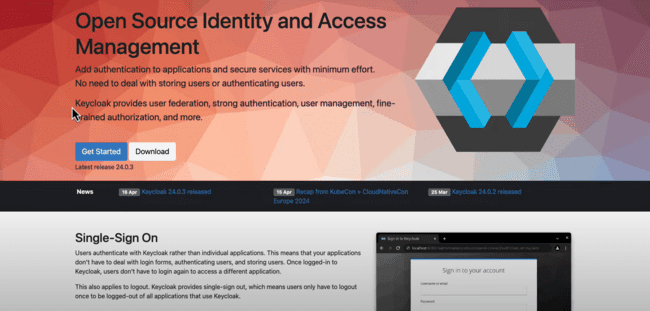 Open Source Identity and Access
Management
Add authentication to applications and secure services with minimum effort.
No need to deal with storing users or authenticating users.
Keycloak provides user federation, strong authentication, user management, fine-
grained authorization, and more.
Get Started Download
Latest release 24.0.3
News 16 Apr Keycloak 24.0.3 released 15 Apr Recap from KubeCon + CloudNativeCon 25 Mar Keycloak 24.0.2 released
Europe 2024
Single-Sign On
Users authenticate with Keycloak rather than individual applications. This means that your applications
don't have to deal with login forms, authenticating users, and storing users. Once logged-in to
Keycloak, users don't have to login again to access a different application.
This also applies to logout. Keycloak provides single-sign out, which means users only have to logout
once to be logged-out of all applications that use Keycloak.
Sign in to Keycloak
Sign in to your account
Username or email
Password